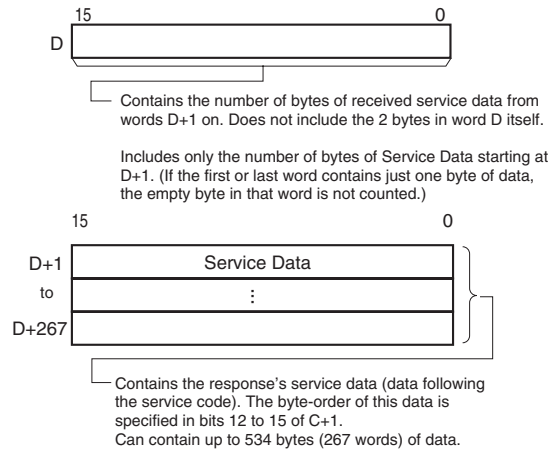 15 0
D
Contains the number of bytes of received service data from
words D+1 on. Does not include the 2 bytes in word D itself.
Includes only the number of bytes of Service Data starting at
D+1. (If the first or last word contains just one byte of data,
the empty byte in that word is not counted.)
15 0
D+1 Service Data
to ⋮
D+267
Contains the response's service data (data following
the service code). The byte-order of this data is
specified in bits 12 to 15 of C+1.
Can contain up to 534 bytes (267 words) of data.